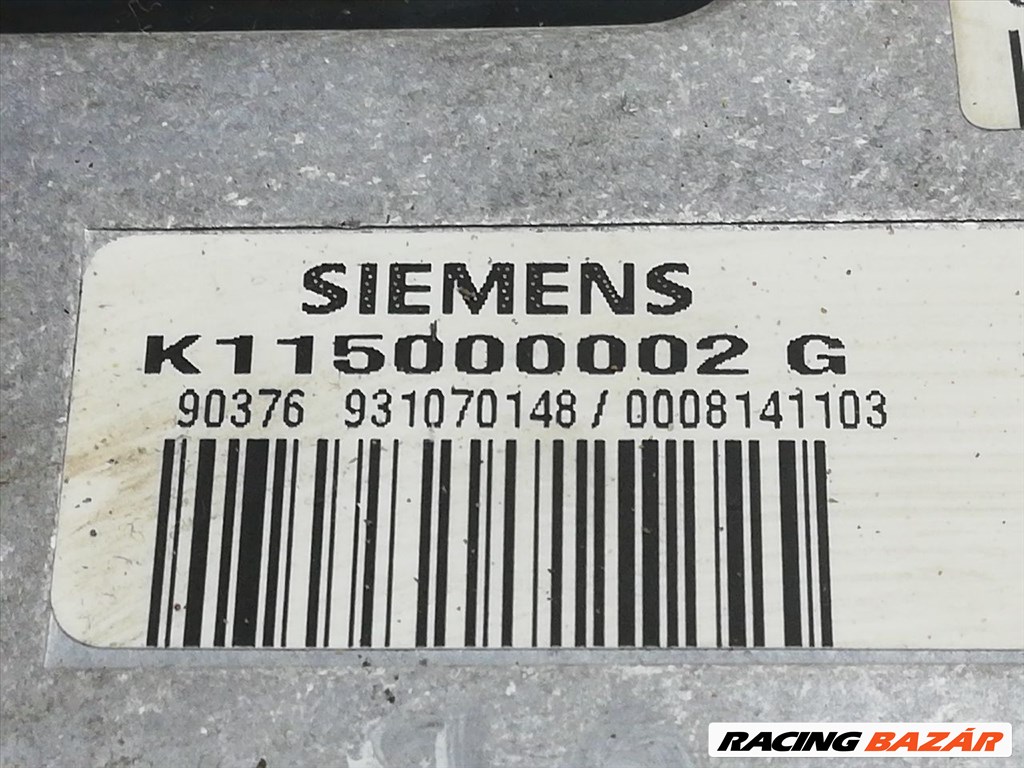 SIEMENS
K115000002 G
90376 931070148 / 0008141103
RACING BAZÁR